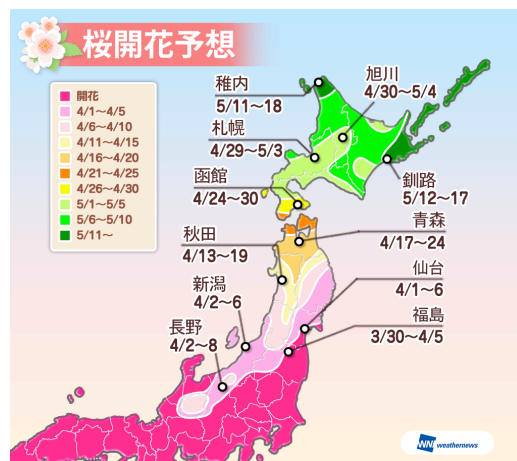 桜開花予想
開花
4/1～4/5
4/6～4/10
4/11～4/15
4/16～4/20
4/21～4/25
4/26～4/30
5/1～5/5
5/6～5/10
5/11～
稚内
5/11～18
旭川
4/30～5/4
札幌
4/29～5/3
函館
4/24～30
釧路
5/12～17
青森
4/17～24
秋田
4/13～19
仙台
4/1～6
新潟
4/2～6
福島
3/30～4/5
長野
4/2～8
WN weathernews